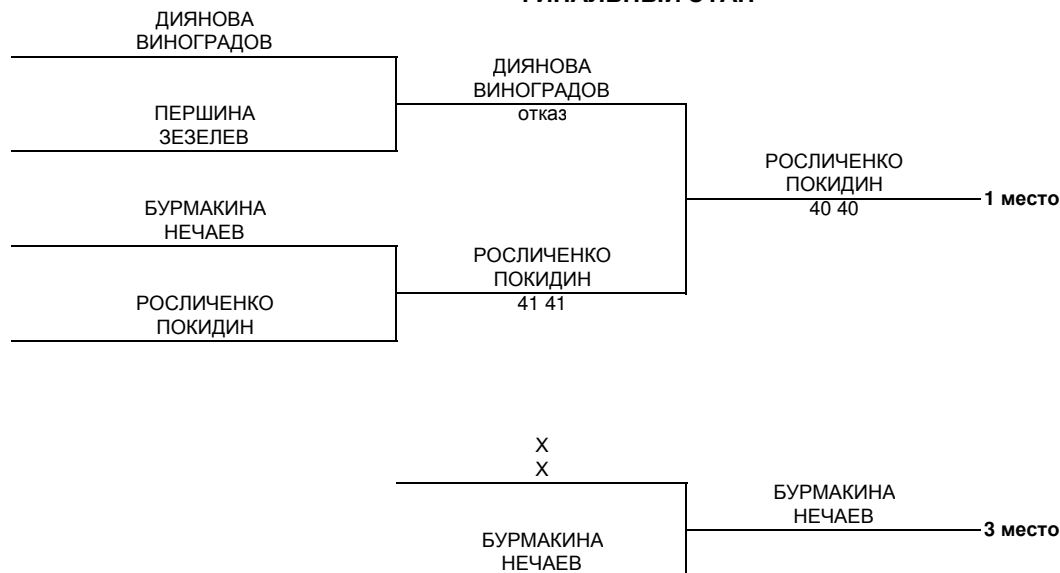 ДИЯНОВА
ВИНОГРАДОВ
ПЕРШИНА
ЗЕЗЕЛЕВ
БУРМАКИНА
НЕЧАЕВ
РОСЛИЧЕНКО
ПОКИДИН
ДИЯНОВА
ВИНОГРАДОВ
отказ
РОСЛИЧЕНКО
ПОКИДИН
41 41
РОСЛИЧЕНКО
ПОКИДИН
40 40
1 место
Х
Х
БУРМАКИНА
НЕЧАЕВ
БУРМАКИНА
НЕЧАЕВ
3 место